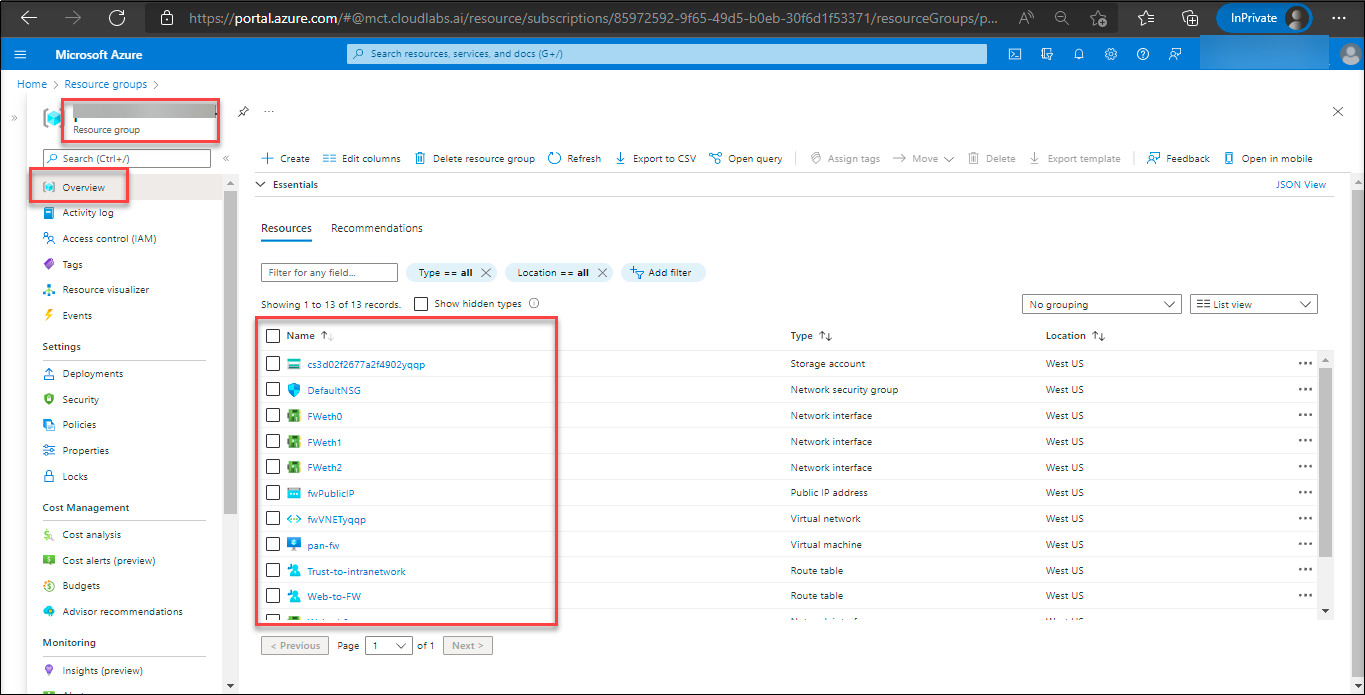 https://portal.azure.com/#@mct.cloudlabs.ai/resource/subscriptions/85972592-9f65-49d5-b0eb-30f6d1f53371/resourceGroups/p...
InPrivate
Microsoft Azure
Search resources, services, and docs (G+/)
Home > Resource groups >
Resource group
Search (Ctrl+/)
Create Edit columns Delete resource group Refresh Export to CSV Open query Assign tags Move Delete Export template Feedback Open in mobile
Overview
Activity log
Access control (IAM)
Tags
Resource visualizer
Events
Settings
Deployments
Security
Policies
Properties
Locks
Cost Management
Cost analysis
Cost alerts (preview)
Budgets
Advisor recommendations
Monitoring
Insights (preview)
Essentials
JSON View
Resources Recommendations
Filter for any field...
Type == all
Location == all
Add filter
Showing 1 to 13 of 13 records.
Show hidden types
No grouping
List view
Name Type Location
cs3d02f2677a2f4902yqqp Storage account West US
DefaultNSG Network security group West US
FWeth0 Network interface West US
FWeth1 Network interface West US
FWeth2 Network interface West US
fwPublicIP Public IP address West US
fwVNETyqqp Virtual network West US
pan-fw Virtual machine West US
Trust-to-intranetwork Route table West US
Web-to-FW Route table West US
< Previous Page 1 of 1 Next >